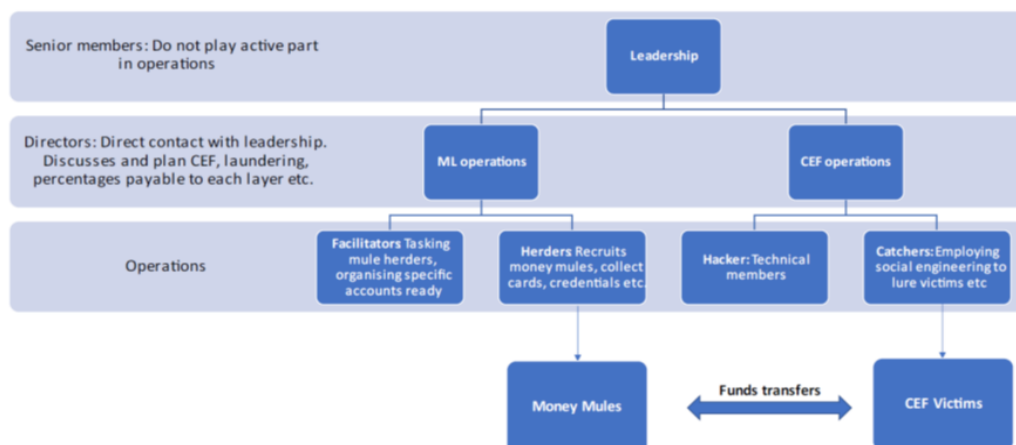 Senior members: Do not play active part
in operations
Leadership
Directors: Direct contact with leadership.
Discusses and plan CEF, laundering,
percentages payable to each layer etc.
ML operations
CEF operations
Operations
Facilitators Tasking
mule herders,
organising specific
accounts ready
Herders Recruits
money mules, collect
cards, credentials etc.
Hacker: Technical
members
Catchers: Employing
social engineering to
lure victims etc
Money Mules
Funds transfers
CEF Victims